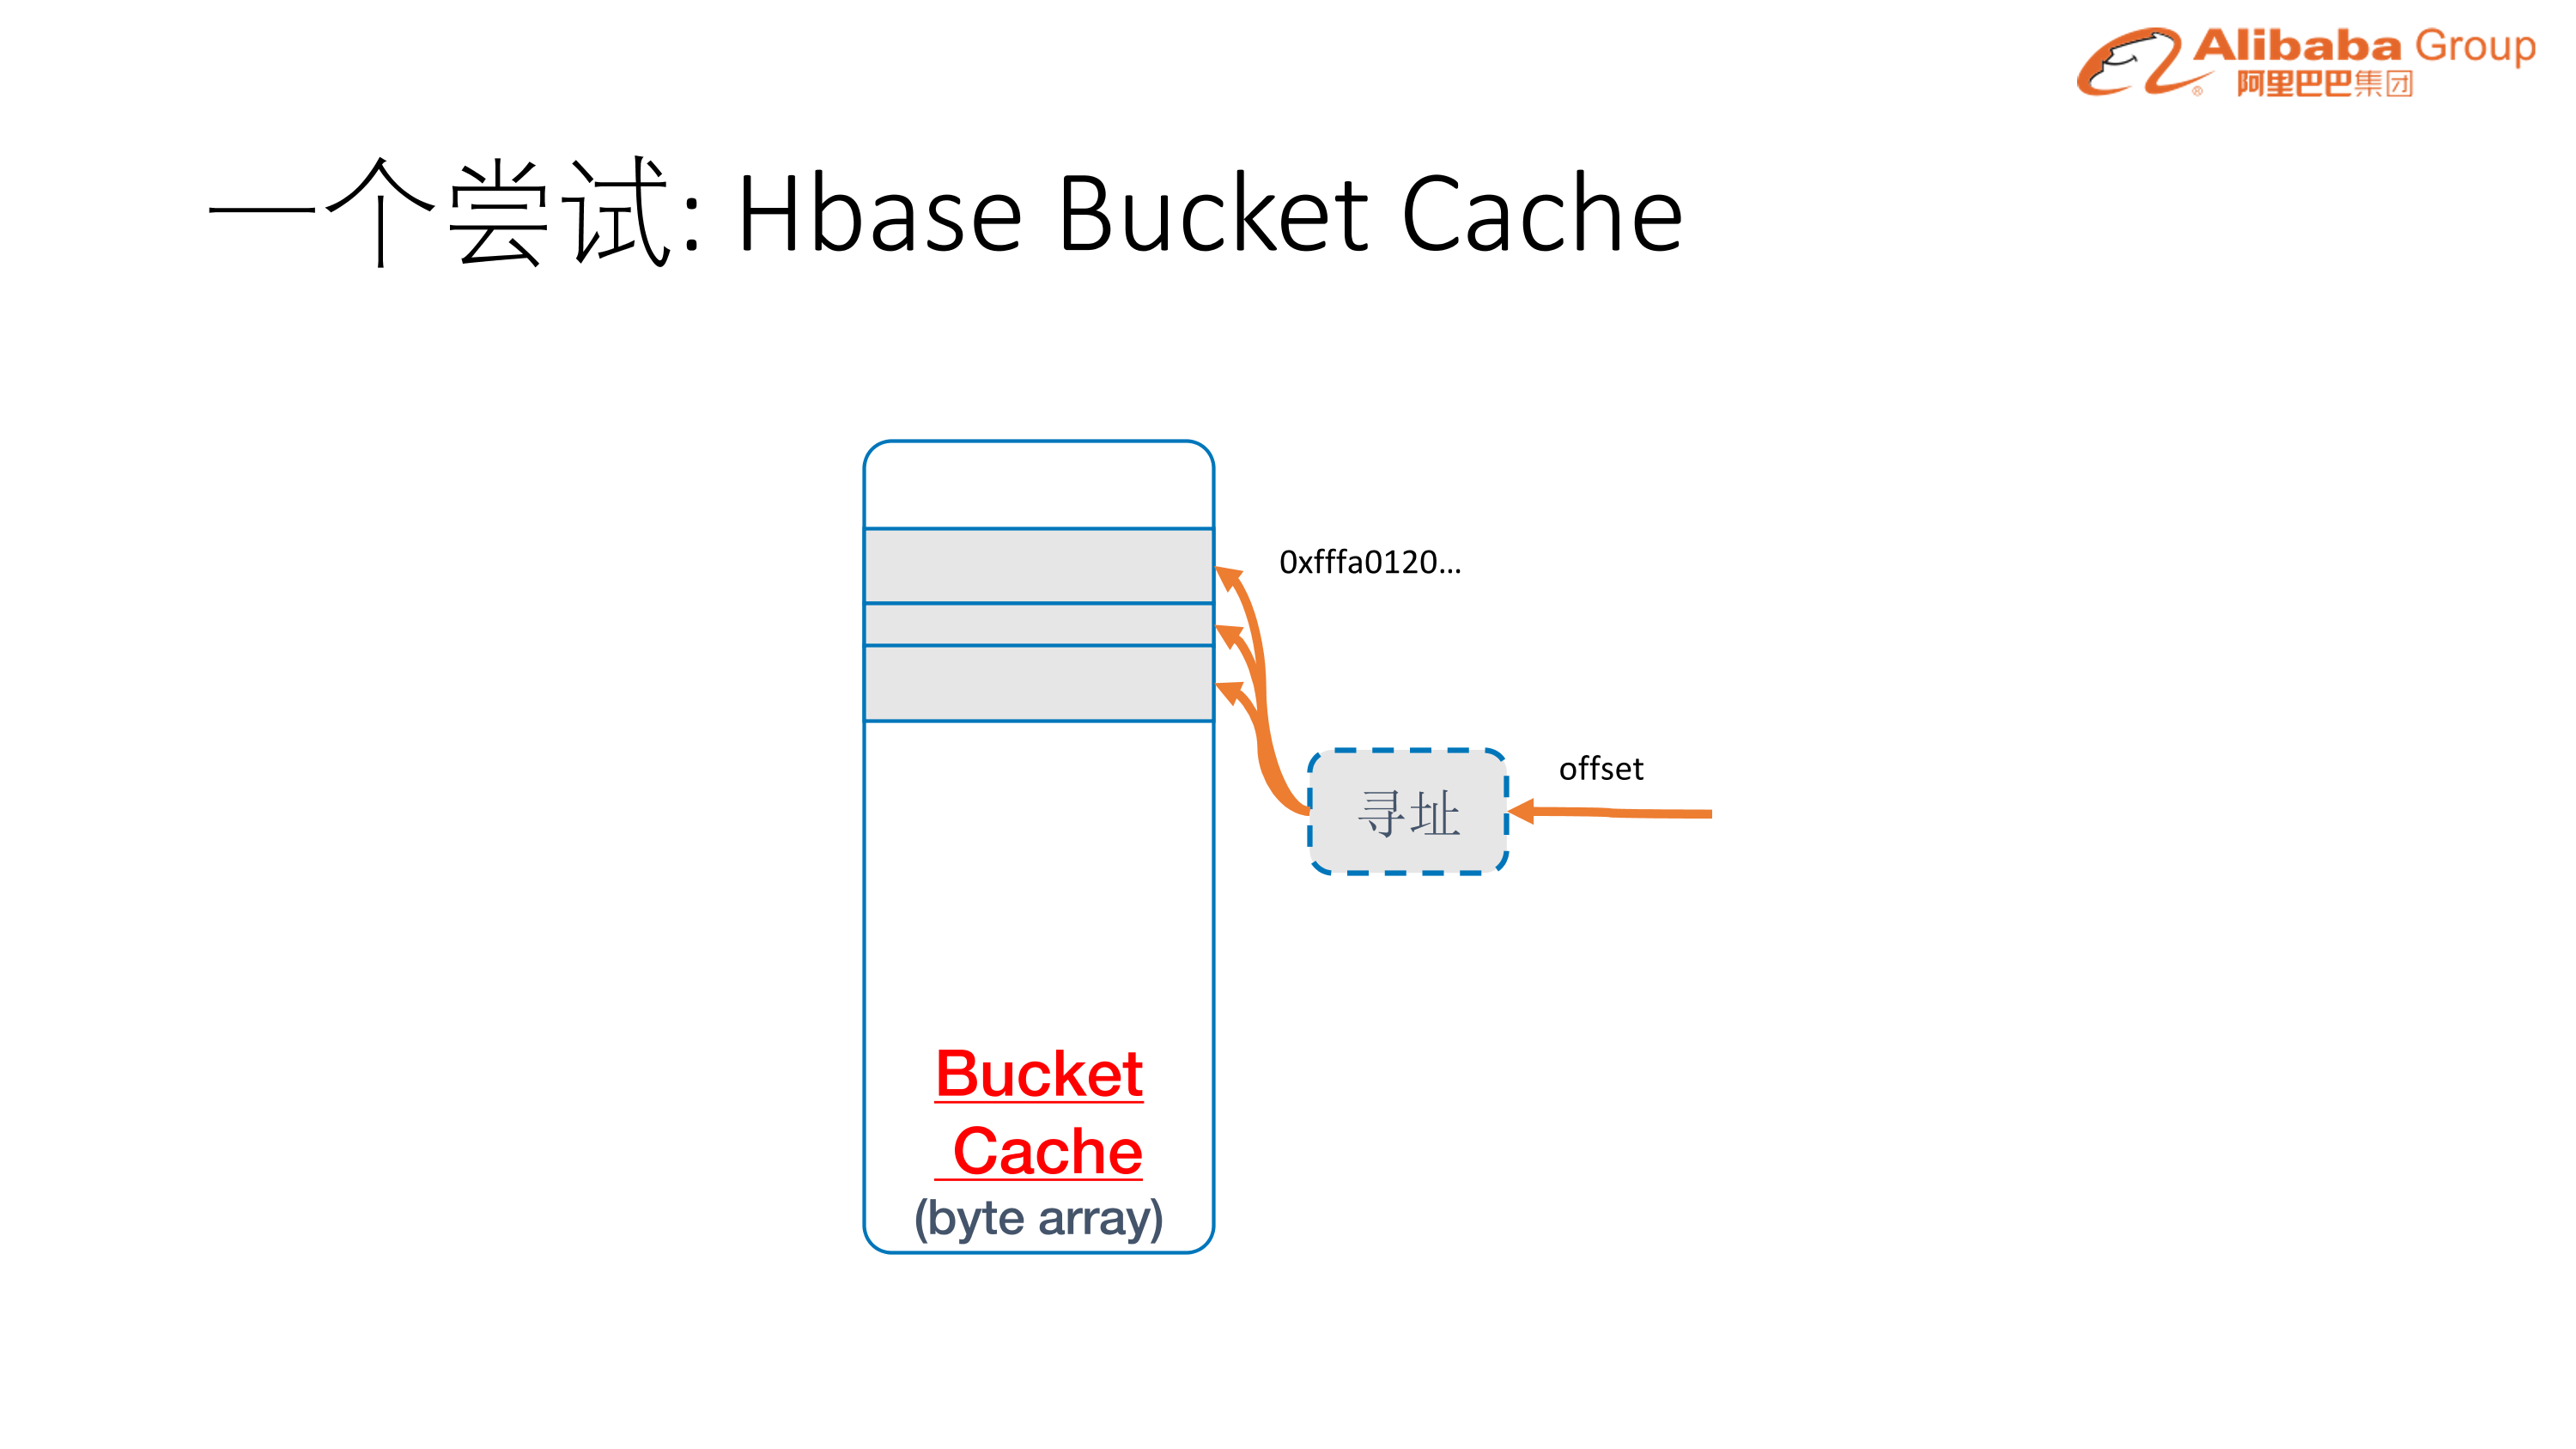 Alibaba Group
阿里巴巴集团
一个尝试: Hbase Bucket Cache
0xfffa0120...
offset
寻址
Bucket
Cache
(byte array)